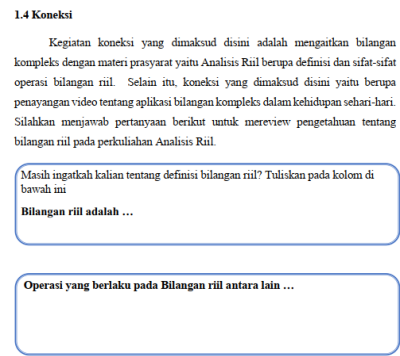 1.4 Koneksi
Kegiatan koneksi yang dimaksud disini adalah mengaitkan bilangan
kompleks dengan materi prasyarat yaitu Analisis Riil berupa definisi dan sifat-sifat
operasi bilangan riil. Selain itu, koneksi yang dimaksud disini yaitu berupa
penayangan video tentang aplikasi bilangan kompleks dalam kehidupan sehari-hari.
Silahkan menjawab pertanyaan berikut untuk mereview pengetahuan tentang
bilangan riil pada perkuliahan Analisis Riil.
Masih ingatkah kalian tentang definisi bilangan riil? Tuliskan pada kolom di
bawah ini
Bilangan riil adalah …
Operasi yang berlaku pada Bilangan riil antara lain …